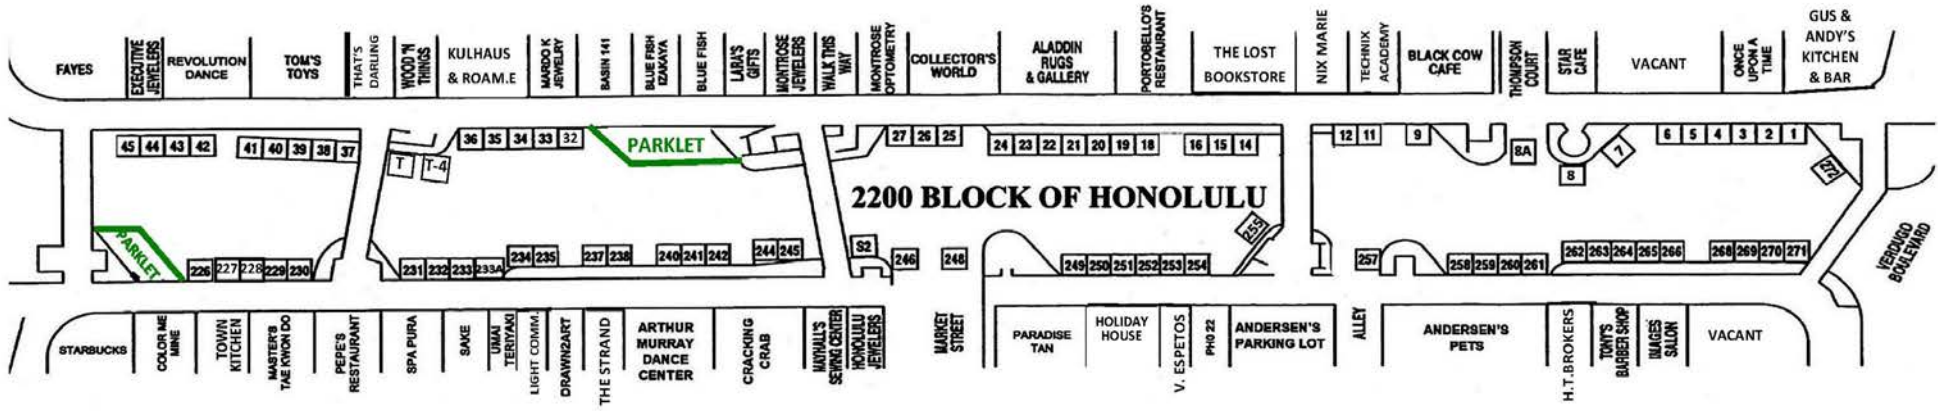 FAYES
EXECUTIVE
JEWELERS
REVOLUTION
DANCE
TOM'S
TOYS
THAT'S
DARLING
WOOD 'N
THINGS
KULHAUS
& ROAM.E
MARDO K
JEWELRY
BASIN 141
BLUE FISH
IZAKAYA
BLUE FISH
LARA'S
GIFTS
MONTROSE
JEWELERS
WALK THIS
WAY
MONTROSE
OPTOMETRY
COLLECTOR'S
WORLD
ALADDIN
RUGS
& GALLERY
PORTOBELLO'S
RESTAURANT
THE LOST
BOOKSTORE
NIX MARIE
TECHNIX
ACADEMY
BLACK COW
CAFE
THOMPSON
COURT
STAR
CAFE
VACANT
ONCE
UPON A
TIME
GUS &
ANDY'S
KITCHEN
& BAR
45 44 43 42 41 40 39 38 37
T T-4
36 35 34 33 32
PARKLET
27 26 25
24 23 22 21 20 19 18 16 15 14
12 11 9
8A
8
7
6 5 4 3 2 1
272
2200 BLOCK OF HONOLULU
PARKLET
226 227 228 229 230
231 232 233 233A 234 235
237 238 240 241 242 244 245
S2
246 248
249 250 251 252 253 254
255
257
258 259 260 261
262 263 264 265 266 268 269 270 271
VERDUGO
BOULEVARD
STARBUCKS
COLOR ME
MINE
TOWN
KITCHEN
MASTER'S
TAE KWON DO
PEPE'S
RESTAURANT
SPA PURA
SAKE
UMAI
TERIYAKI
LIGHT COMM.
DRAWN2ART
THE STRAND
ARTHUR
MURRAY
DANCE
CENTER
CRACKING
CRAB
MAYHALL'S
SEWING CENTER
HONOLULU
JEWELERS
MARKET
STREET
PARADISE
TAN
HOLIDAY
HOUSE
V. ESPETOS
PHO 22
ANDERSEN'S
PARKING LOT
ALLEY
ANDERSEN'S
PETS
H.T.BROKERS
TONY'S
BARBER SHOP
IMAGES
SALON
VACANT